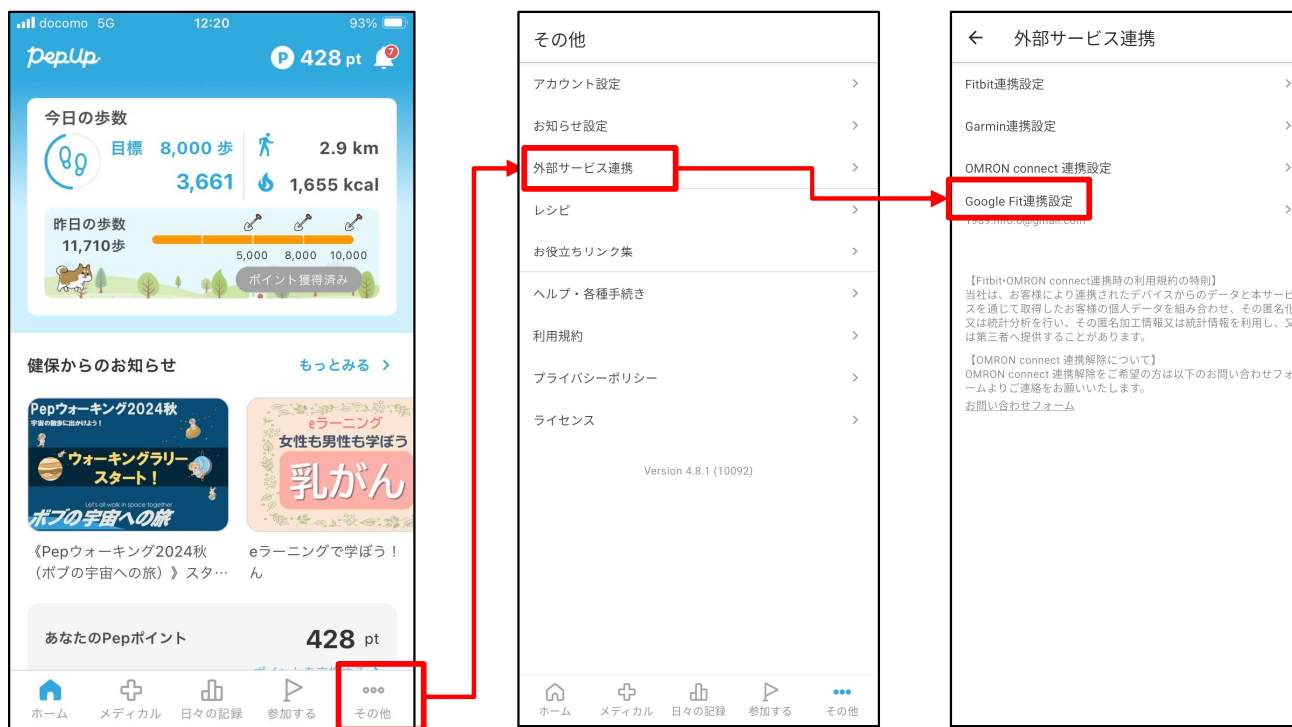 docomo 5G 12:20 93%
PepUp P 428 pt 7
今日の歩数
目標 8,000 歩 2.9 km
3,661 1,655 kcal
昨日の歩数
11,710歩
5,000 8,000 10,000
ポイント獲得済み
健保からのお知らせ もっとみる
Pepウォーキング2024秋
宇宙の散歩に出かけよう！
ウォーキングラリー
スタート！
Let's all walk in space together
ボブの宇宙への旅
eラーニング
女性も男性も学ぼう
乳がん
《Pepウォーキング2024秋
（ボブの宇宙への旅）》スタ…
eラーニングで学ぼう！
ん
あなたのPepポイント 428 pt
ホーム メディカル 日々の記録 参加する その他
その他
アカウント設定
お知らせ設定
外部サービス連携
レシピ
お役立ちリンク集
ヘルプ・各種手続き
利用規約
プライバシーポリシー
ライセンス
Version 4.8.1 (10092)
ホーム メディカル 日々の記録 参加する その他
外部サービス連携
Fitbit連携設定
Garmin連携設定
OMRON connect 連携設定
Google Fit連携設定
【Fitbit・OMRON connect連携時の利用規約の特則】
当社は、お客様により連携されたデバイスからのデータと本サービ
スを通じて取得したお客様の個人データを組み合わせ、その匿名化
又は統計分析を行い、その匿名加工情報又は統計情報を利用し、又
は第三者へ提供することがあります。
【OMRON connect 連携解除について】
OMRON connect 連携解除をご希望の方は以下のお問い合わせフォ
ームよりご連絡をお願いいたします。
お問い合わせフォーム